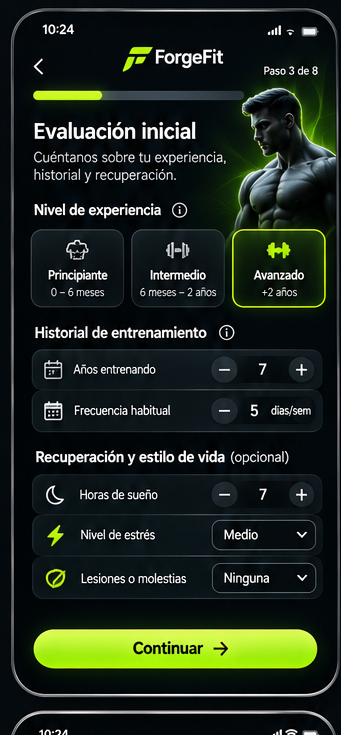 10:24
ForgeFit
Paso 3 de 8
Evaluación inicial
Cuéntanos sobre tu experiencia,
historial y recuperación.
Nivel de experiencia
Principiante
0 – 6 meses
Intermedio
6 meses – 2 años
Avanzado
+2 años
Historial de entrenamiento
Años entrenando
7
Frecuencia habitual
5 dias/sem
Recuperación y estilo de vida (opcional)
Horas de sueño
7
Nivel de estrés
Medio
Lesiones o molestias
Ninguna
Continuar
10:24